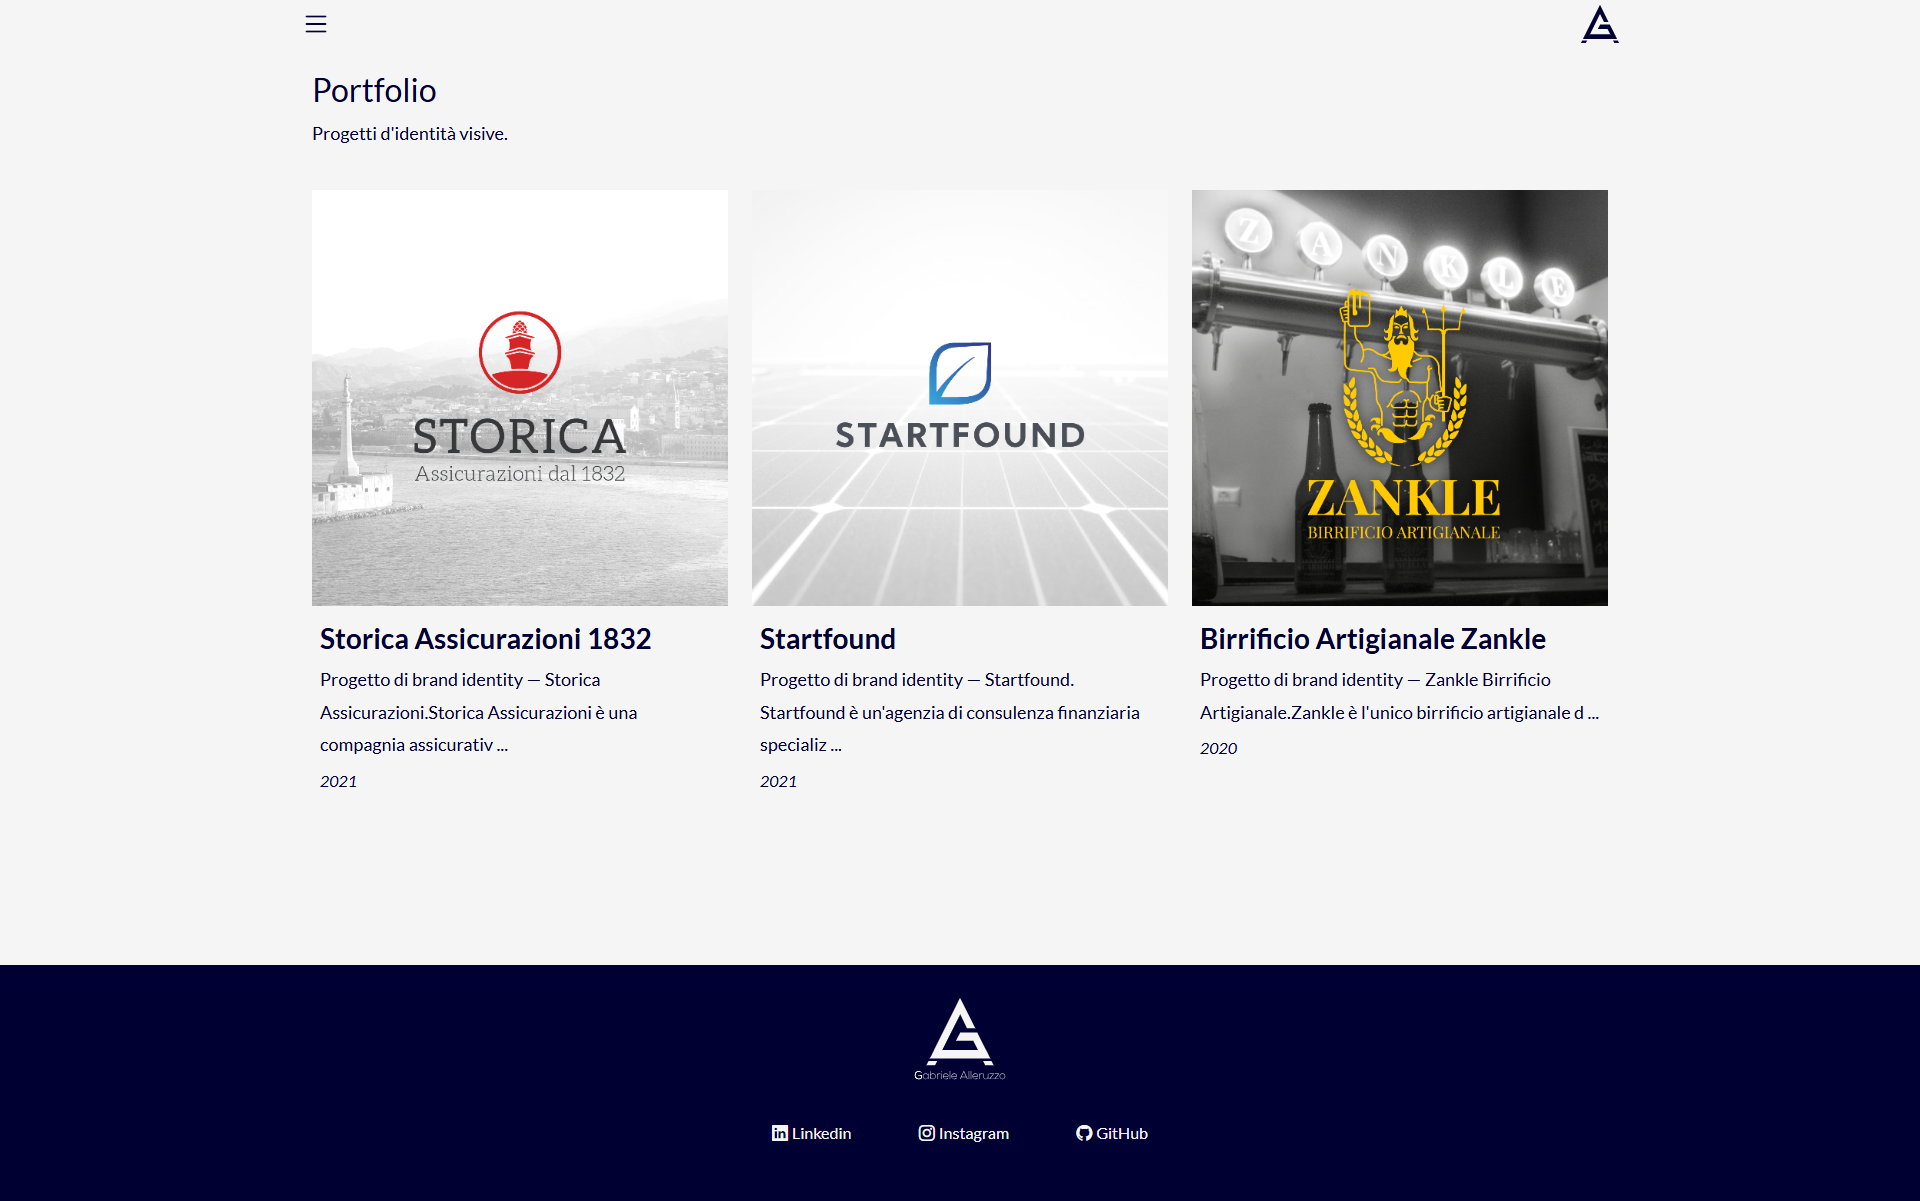 Portfolio
Progetti d'identità visive.
STORICA
Assicurazioni dal 1832
STARTFOUND
Z A N K L E
ZANKLE
BIRRIFICIO ARTIGIANALE
Storica Assicurazioni 1832
Progetto di brand identity — Storica
Assicurazioni.Storica Assicurazioni è una
compagnia assicurativ ...
2021
Startfound
Progetto di brand identity — Startfound.
Startfound è un'agenzia di consulenza finanziaria
specializ ...
2021
Birrificio Artigianale Zankle
Progetto di brand identity — Zankle Birrificio
Artigianale.Zankle è l'unico birrificio artigianale d ...
2020
Gabriele Alleruzzo
Linkedin
Instagram
GitHub